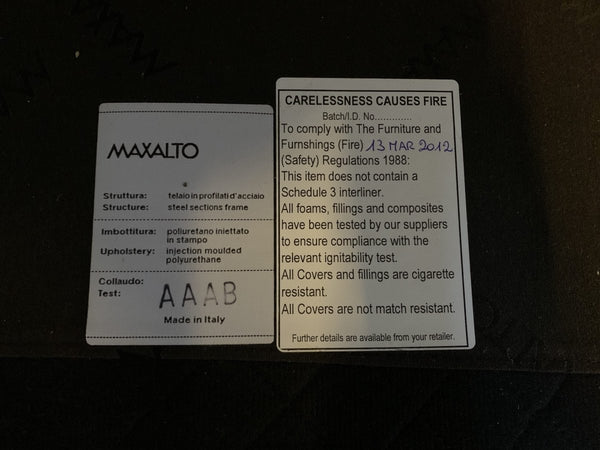 MAXALTO
Struttura: telaio in profilati d'acciaio
Structure: steel sections frame
Imbottitura: poliuretano iniettato
in stampo
Upholstery: injection moulded
polyurethane
Collaudo:
Test: AAAB
Made in Italy
CARELESSNESS CAUSES FIRE
Batch/I.D. No............
To comply with The Furniture and
Furnshings (Fire) 13 MAR 2012
(Safety) Regulations 1988:
This item does not contain a
Schedule 3 interliner.
All foams, fillings and composites
have been tested by our suppliers
to ensure compliance with the
relevant ignitability test.
All Covers and fillings are cigarette
resistant.
All Covers are not match resistant.
Further details are available from your retailer.